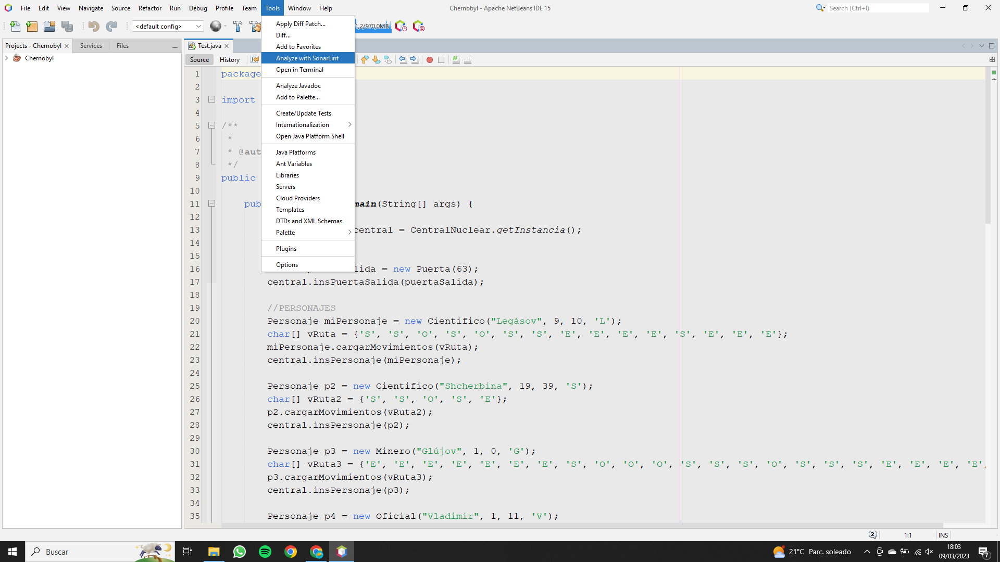 File Edit View Navigate Source Refactor Run Debug Profile Team Tools Window Help
Chernobyl - Apache NetBeans IDE 15
Search (Ctrl+I)
<default config>
1,2/970,0MB
Projects - Chernobyl
Services
Files
Test.java
Chernobyl
Source
History
Apply Diff Patch...
Diff...
Add to Favorites
Analyze with SonarLint
Open in Terminal
Analyze Javadoc
Add to Palette...
Create/Update Tests
Internationalization
Open Java Platform Shell
Java Platforms
Ant Variables
Libraries
Servers
Cloud Providers
Templates
DTDs and XML Schemas
Palette
Plugins
Options
1 package
2
3 import
4
5 /**
6 *
7 * @aut
8 */
9 public
10
11 pub main(String[] args) {
12
13 central = CentralNuclear.getInstancia();
14
15
16 lida = new Puerta(63);
17 central.insPuertaSalida(puertaSalida);
18
19 //PERSONAJES
20 Personaje miPersonaje = new Cientifico("Legásov", 9, 10, 'L');
21 char[] vRuta = {'S', 'S', 'O', 'S', 'O', 'S', 'S', 'E', 'E', 'E', 'E', 'S', 'E', 'E', 'E'};
22 miPersonaje.cargarMovimientos(vRuta);
23 central.insPersonaje(miPersonaje);
24
25 Personaje p2 = new Cientifico("Shcherbina", 19, 39, 'S');
26 char[] vRuta2 = {'S', 'S', 'O', 'S', 'E'};
27 p2.cargarMovimientos(vRuta2);
28 central.insPersonaje(p2);
29
30 Personaje p3 = new Minero("Glújov", 1, 0, 'G');
31 char[] vRuta3 = {'E', 'E', 'E', 'E', 'E', 'E', 'E', 'S', 'O', 'O', 'O', 'S', 'S', 'S', 'O', 'S', 'S', 'S', 'E', 'E', 'E', 'E',
32 p3.cargarMovimientos(vRuta3);
33 central.insPersonaje(p3);
34
35 Personaje p4 = new Oficial("Vladimir", 1, 11, 'V');
2
1:1
INS
Buscar
21°C Parc. soleado
18:03
09/03/2023
7